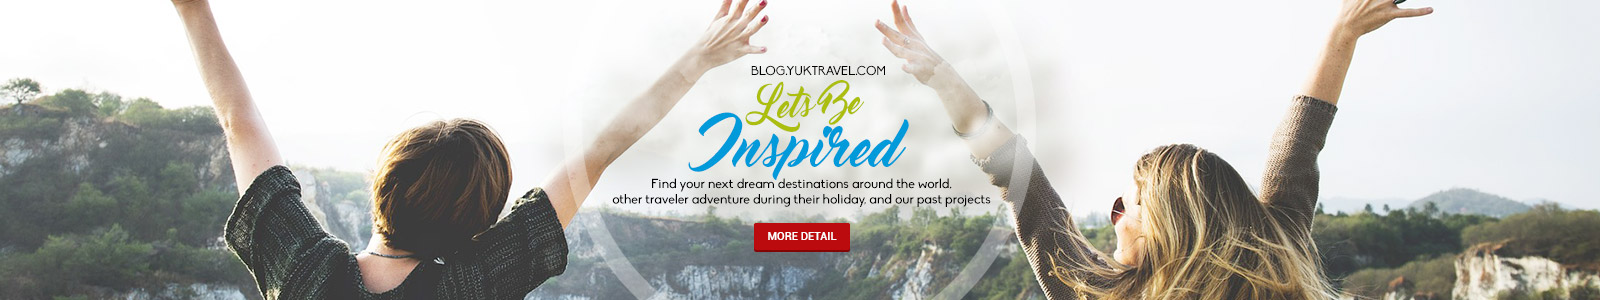 BLOG.YUKTRAVEL.COM
Lets Be
Inspired
Find your next dream destinations around the world,
other traveler adventure during their holiday, and our past projects
MORE DETAIL